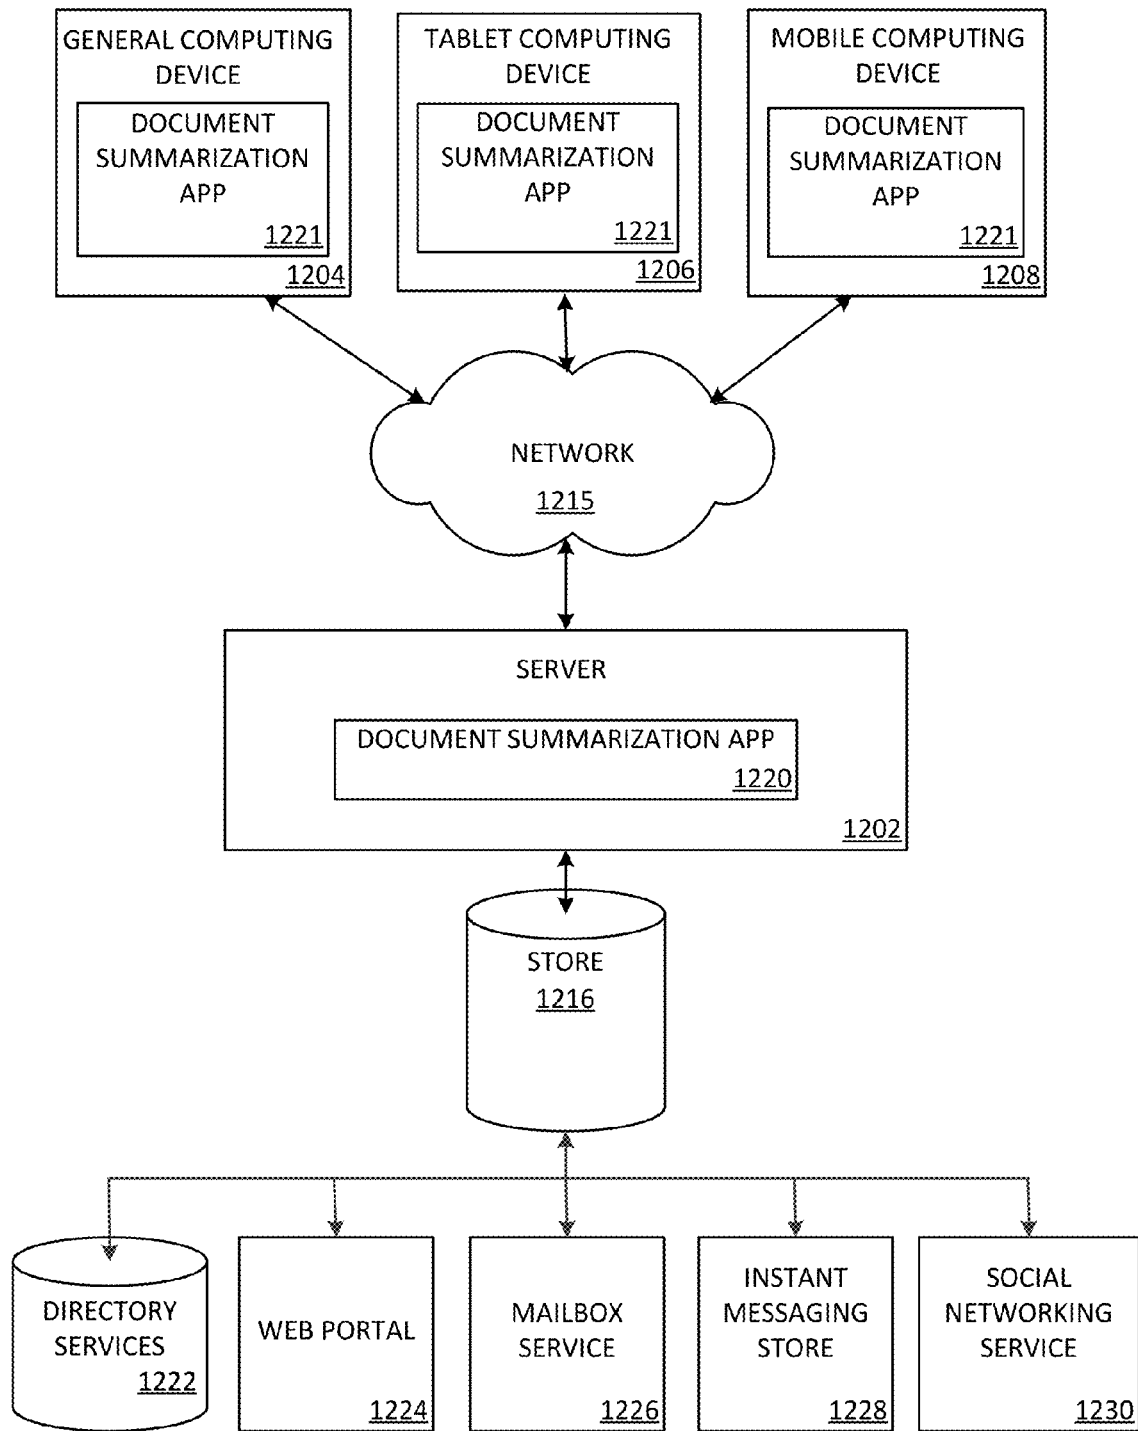 GENERAL COMPUTING
DEVICE
DOCUMENT
SUMMARIZATION
APP
1221
1204
TABLET COMPUTING
DEVICE
DOCUMENT
SUMMARIZATION
APP
1221
1206
MOBILE COMPUTING
DEVICE
DOCUMENT
SUMMARIZATION
APP
1221
1208
NETWORK
1215
SERVER
DOCUMENT SUMMARIZATION APP
1220
1202
STORE
1216
DIRECTORY
SERVICES
1222
WEB PORTAL
1224
MAILBOX
SERVICE
1226
INSTANT
MESSAGING
STORE
1228
SOCIAL
NETWORKING
SERVICE
1230